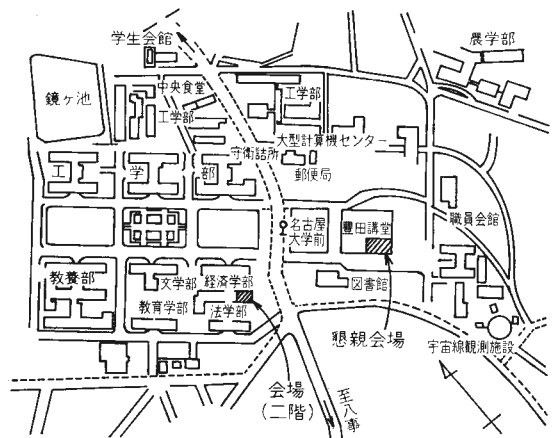 学生会館
農学部
鏡ヶ池
中央食堂
工学部
工学部
大型計算機センター
守衛詰所
郵便局
工 学 部
職員会館
名古屋
大学前
豊田講堂
教養部
文学部
経済学部
図書館
教育学部
法学部
懇親会場
宇宙線観測施設
会場
(二階)
至八事